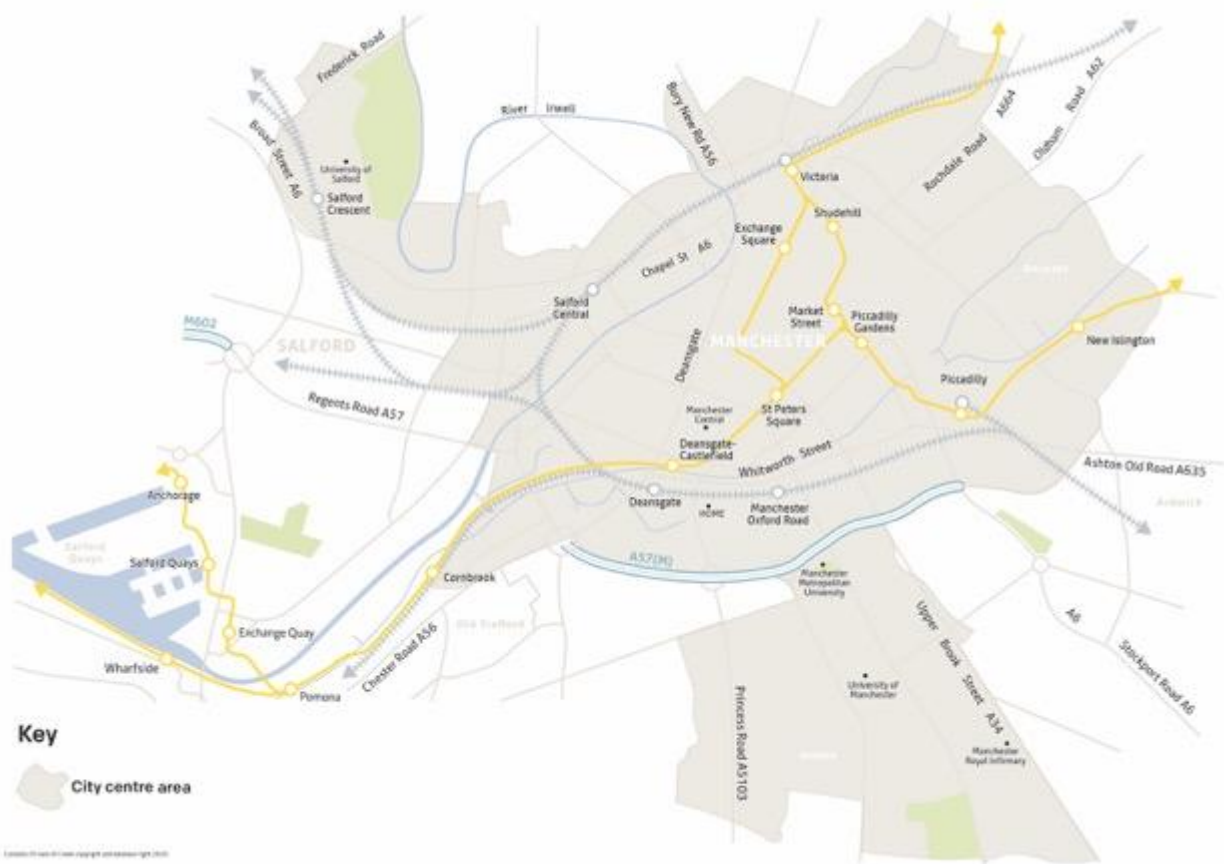 Frederick Road
Broad Street A6
University of
Salford
Salford
Crescent
River Irwell
Bury New Rd A56
A664
Rochdale Road
Oldham Road A62
Victoria
Shudehill
Exchange
Square
Chapel St A6
Salford
Central
Market
Street
Piccadilly
Gardens
New Islington
M602
SALFORD
MANCHESTER
Deansgate
Piccadilly
Regents Road A57
Manchester
Central
St Peters
Square
Deansgate-
Castlefield
Whitworth Street
Ashton Old Road A635
Ardwick
Anchorage
Deansgate
HOME
Manchester
Oxford Road
Salford
Quays
Salford Quays
A57(M)
Cornbrook
Manchester
Metropolitan
University
Exchange Quay
Old Trafford
Chester Road A56
Upper Brook Street A34
A6
Stockport Road A6
Wharfside
Pomona
University of
Manchester
Princess Road A5103
Manchester
Royal Infirmary
Key
City centre area